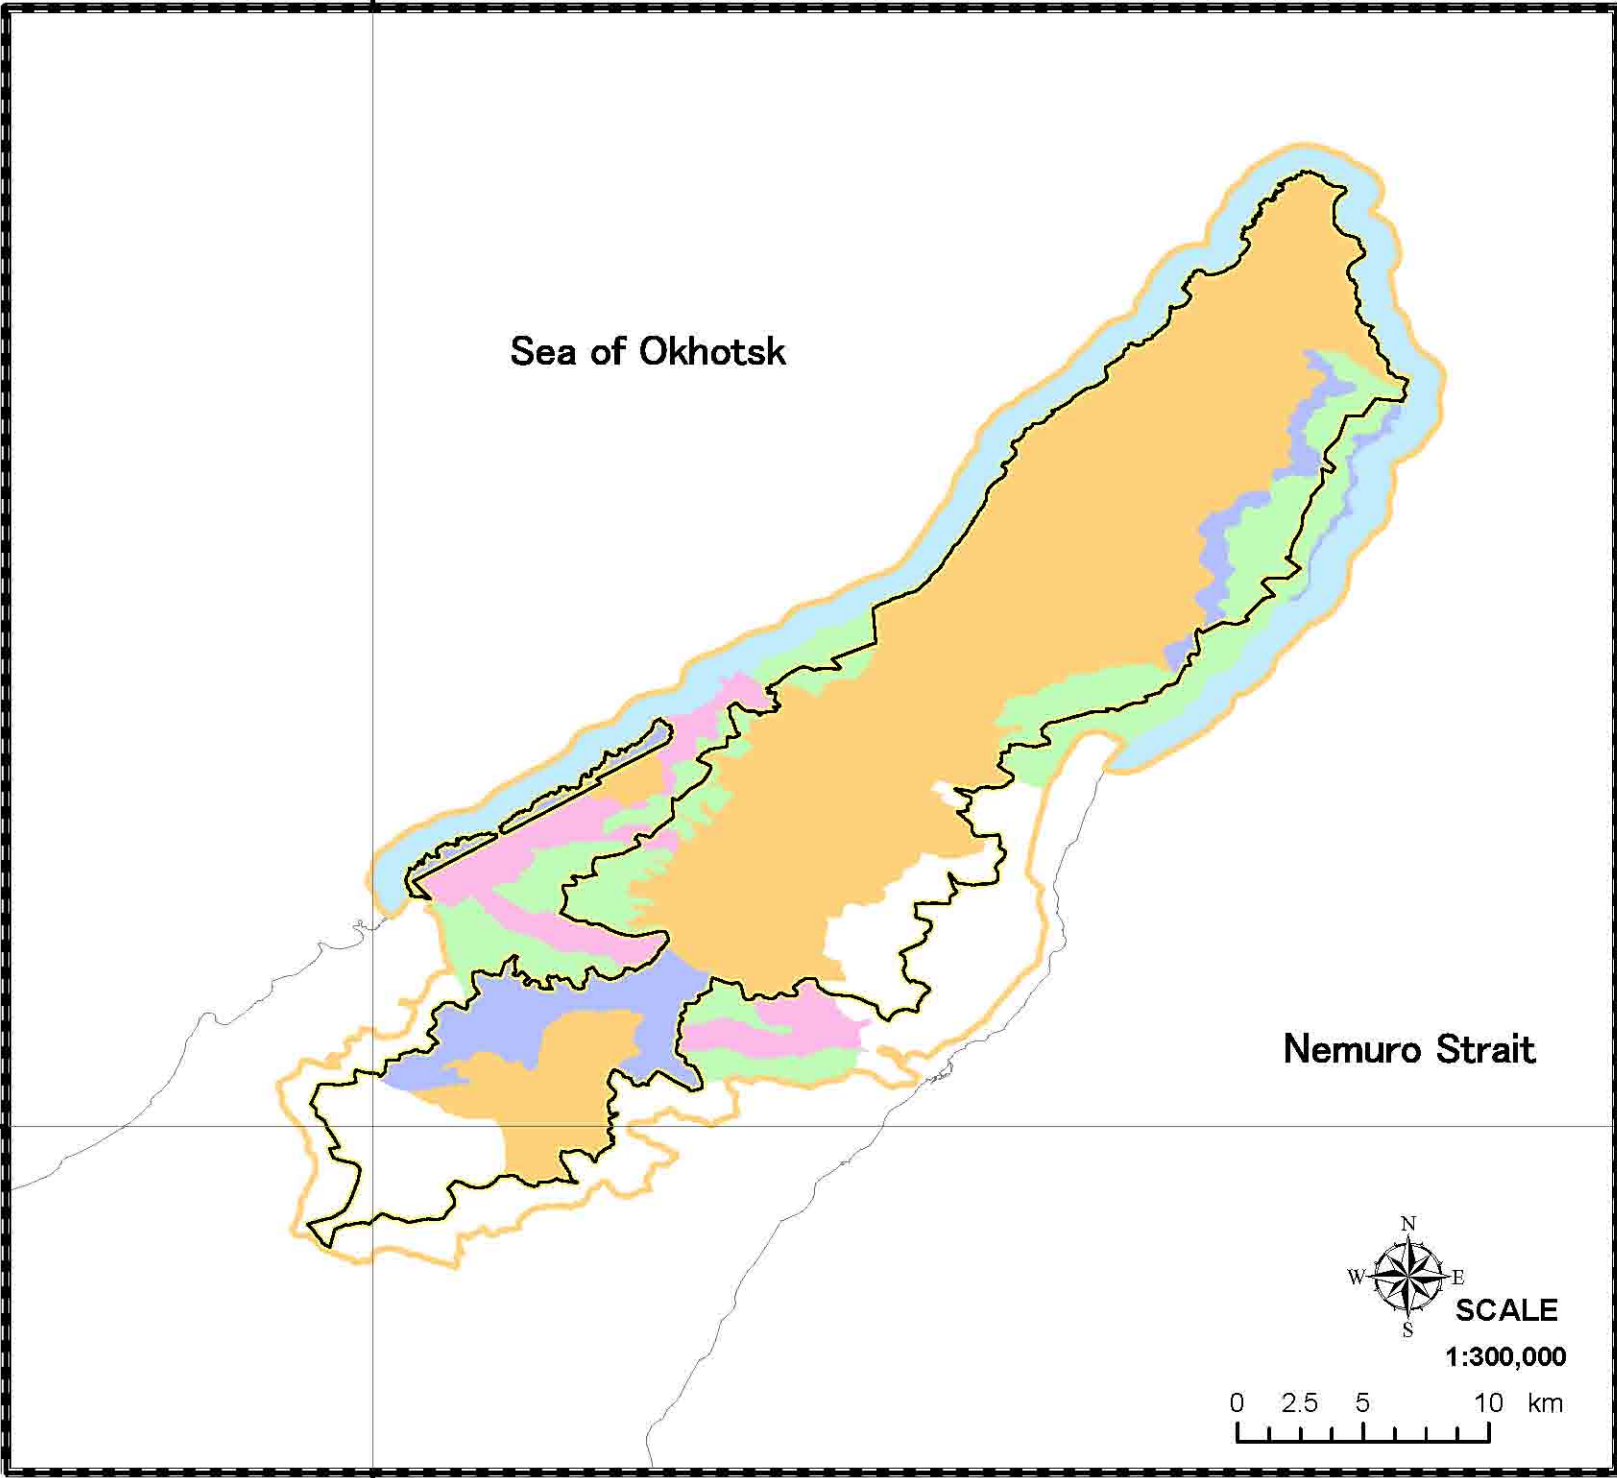 Sea of Okhotsk
Nemuro Strait
N
W E
S
SCALE
1:300,000
0 2.5 5 10 km